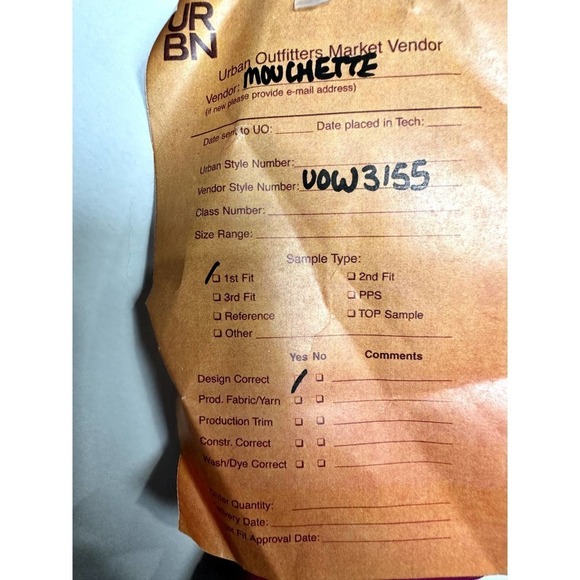 URBN
Urban Outfitters Market Vendor
Vendor: MOUCHETTE
(if new please provide e-mail address)
Date sent to UO: Date placed in Tech:
Urban Style Number:
Vendor Style Number: UOW3155
Class Number:
Size Range:
Sample Type:
1st Fit 2nd Fit
3rd Fit PPS
Reference TOP Sample
Other
Yes No Comments
Design Correct
Prod. Fabric/Yarn
Production Trim
Constr. Correct
Wash/Dye Correct
Quantity:
Date:
Fit Approval Date: